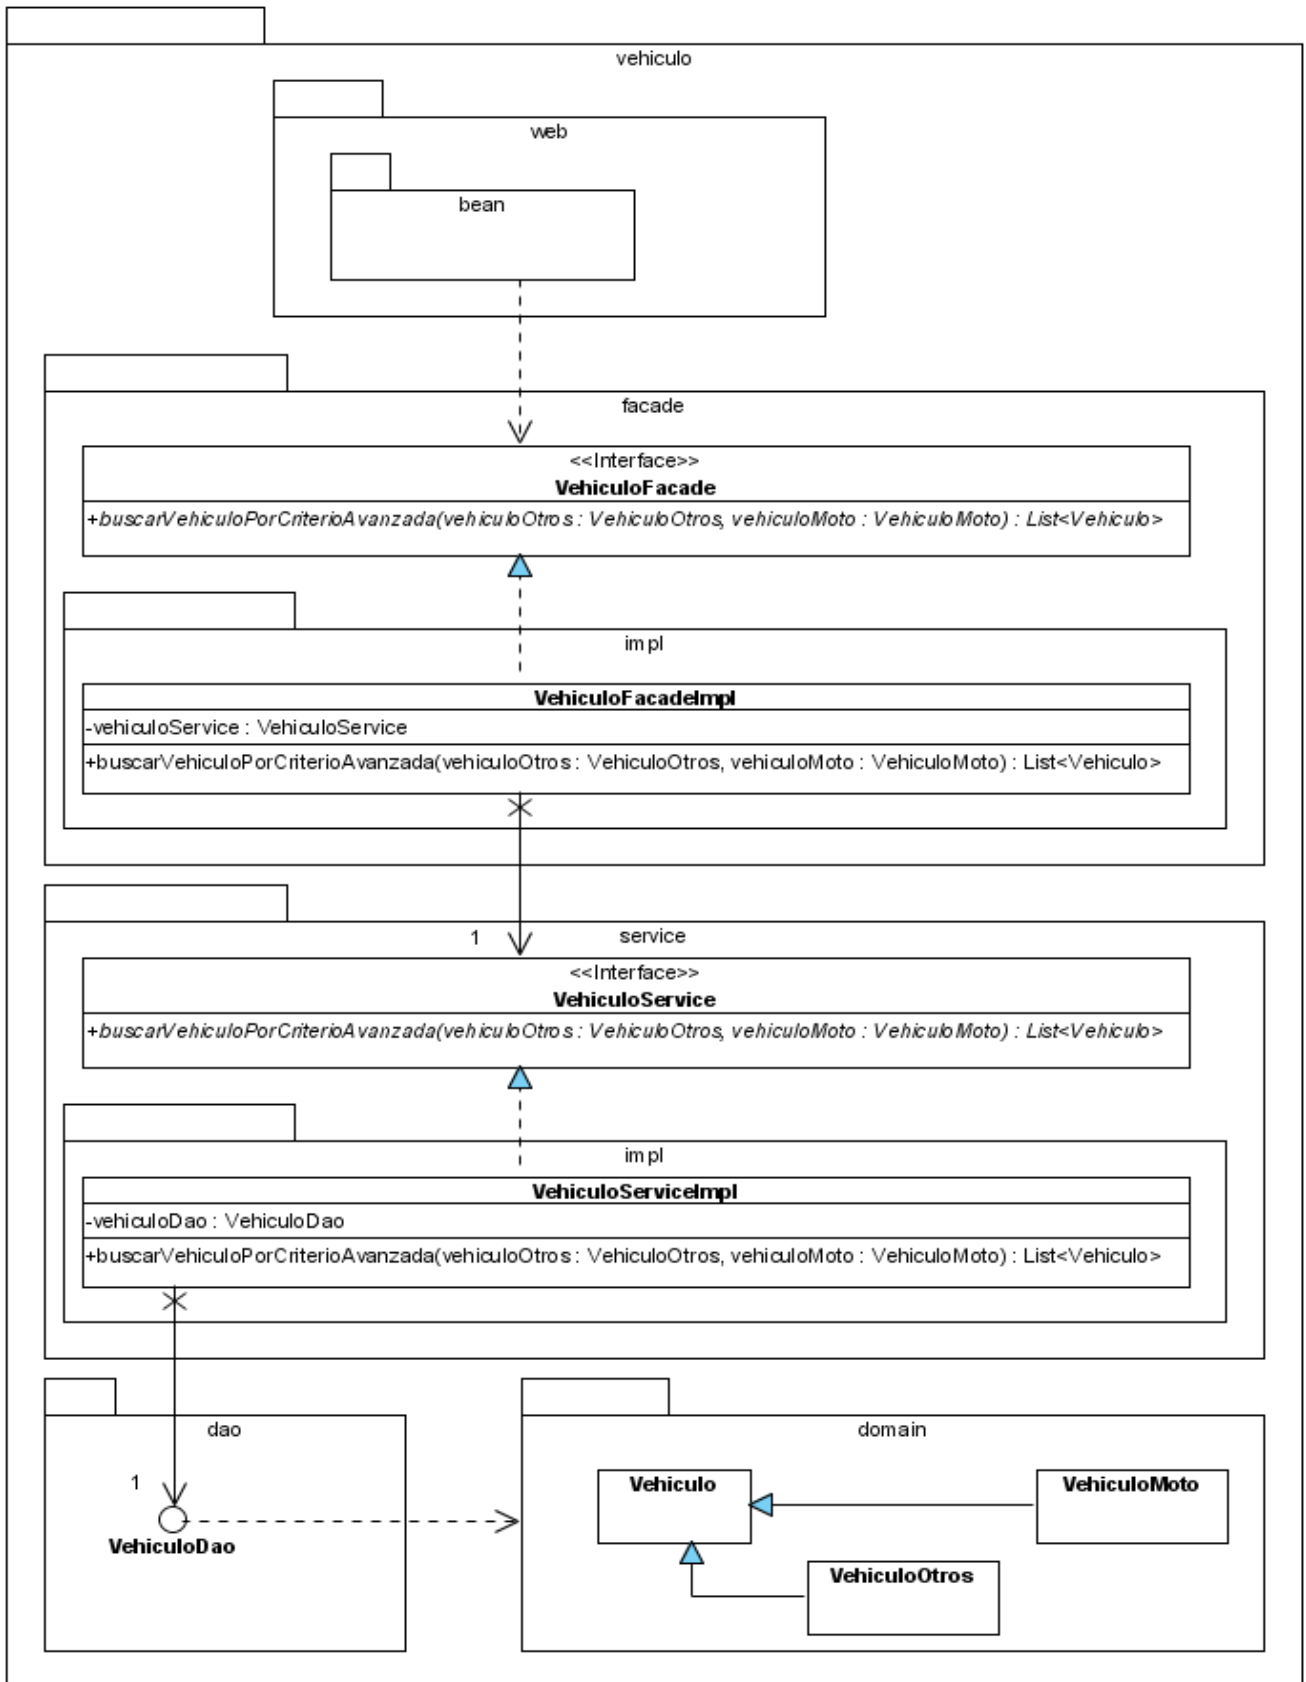 vehiculo
web
bean
facade
<<Interface>>
VehiculoFacade
+buscarVehiculoPorCriterioAvanzada(vehiculoOtros : VehiculoOtros, vehiculoMoto : VehiculoMoto) : List<Vehiculo>
impl
VehiculoFacadeImpl
-vehiculoService : VehiculoService
+buscarVehiculoPorCriterioAvanzada(vehiculoOtros : VehiculoOtros, vehiculoMoto : VehiculoMoto) : List<Vehiculo>
1
service
<<Interface>>
VehiculoService
+buscarVehiculoPorCriterioAvanzada(vehiculoOtros : VehiculoOtros, vehiculoMoto : VehiculoMoto) : List<Vehiculo>
impl
VehiculoServiceImpl
-vehiculoDao : VehiculoDao
+buscarVehiculoPorCriterioAvanzada(vehiculoOtros : VehiculoOtros, vehiculoMoto : VehiculoMoto) : List<Vehiculo>
dao
1
VehiculoDao
domain
Vehiculo
VehiculoMoto
VehiculoOtros